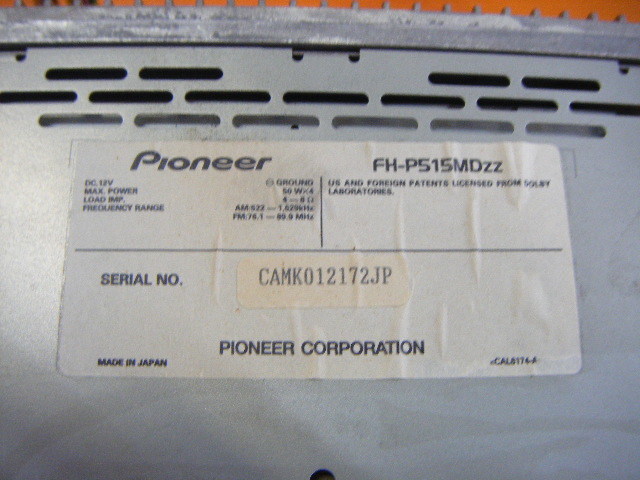 Pioneer
FH-P515MDzz
DC.12V ⊖ GROUND
MAX. POWER 50 W×4
LOAD IMP. 4 – 8 Ω
FREQUENCY RANGE AM:522 – 1,629kHz
FM:76.1 – 89.9 MHz
US AND FOREIGN PATENTS LICENSED FROM DOLBY
LABORATORIES.
SERIAL NO. CAMK012172JP
PIONEER CORPORATION
MADE IN JAPAN